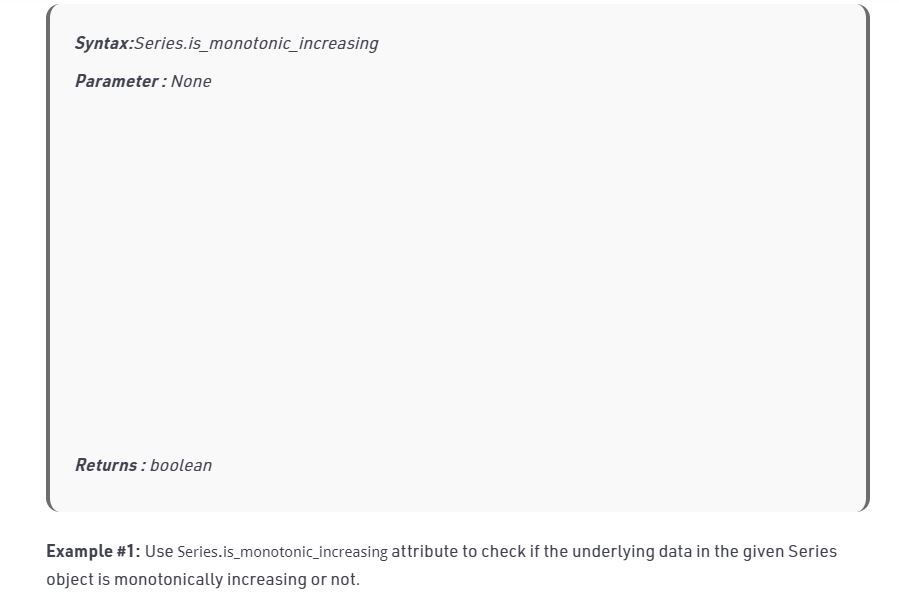 Syntax:Series.is_monotonic_increasing
Parameter : None
Returns : boolean
Example #1: Use Series.is_monotonic_increasing attribute to check if the underlying data in the given Series
object is monotonically increasing or not.